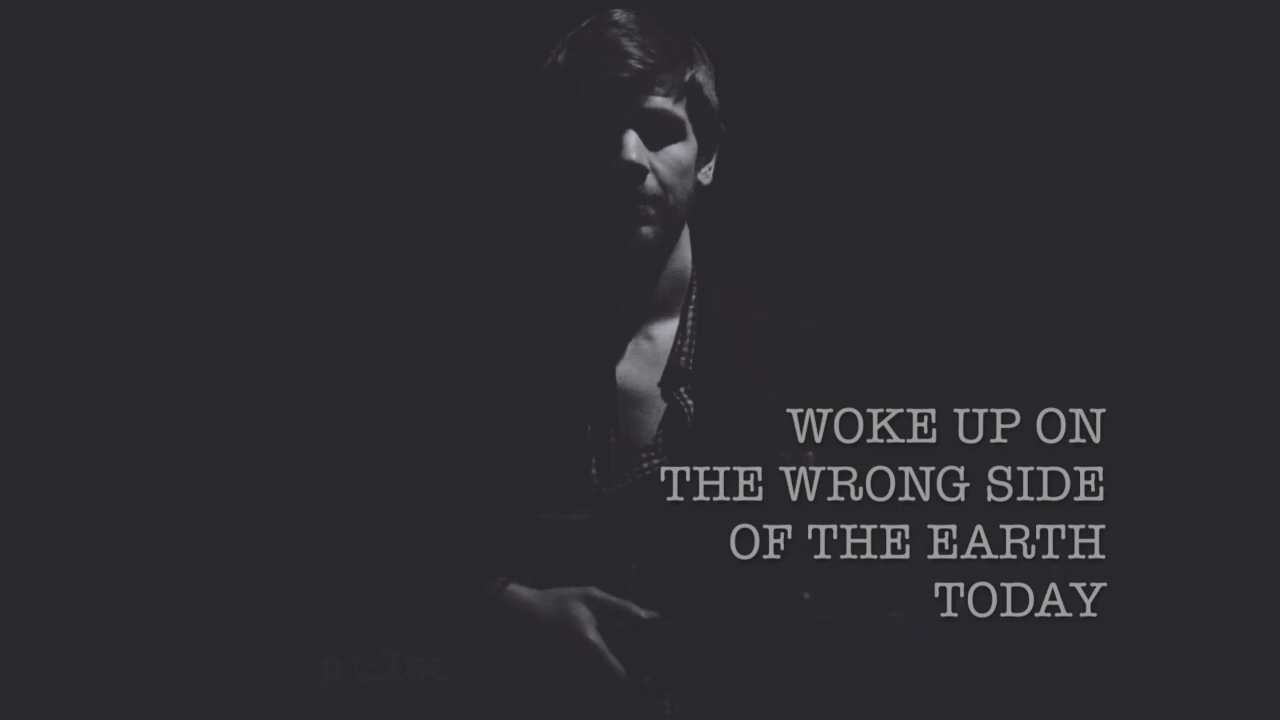 WOKE UP ON
THE WRONG SIDE
OF THE EARTH
TODAY